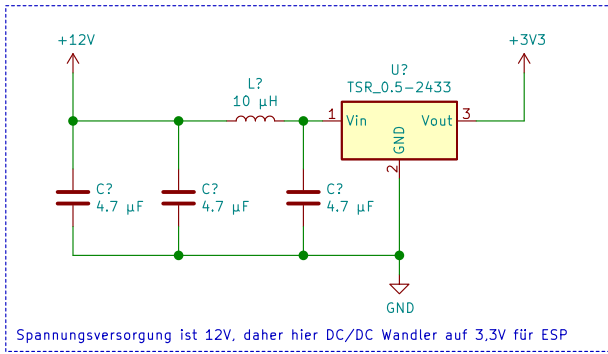 +12V
+3V3
U?
TSR_0.5-2433
L?
10 µH
1
Vin
Vout
3
GND
2
C?
4.7 µF
C?
4.7 µF
C?
4.7 µF
GND
Spannungsversorgung ist 12V, daher hier DC/DC Wandler auf 3,3V für ESP